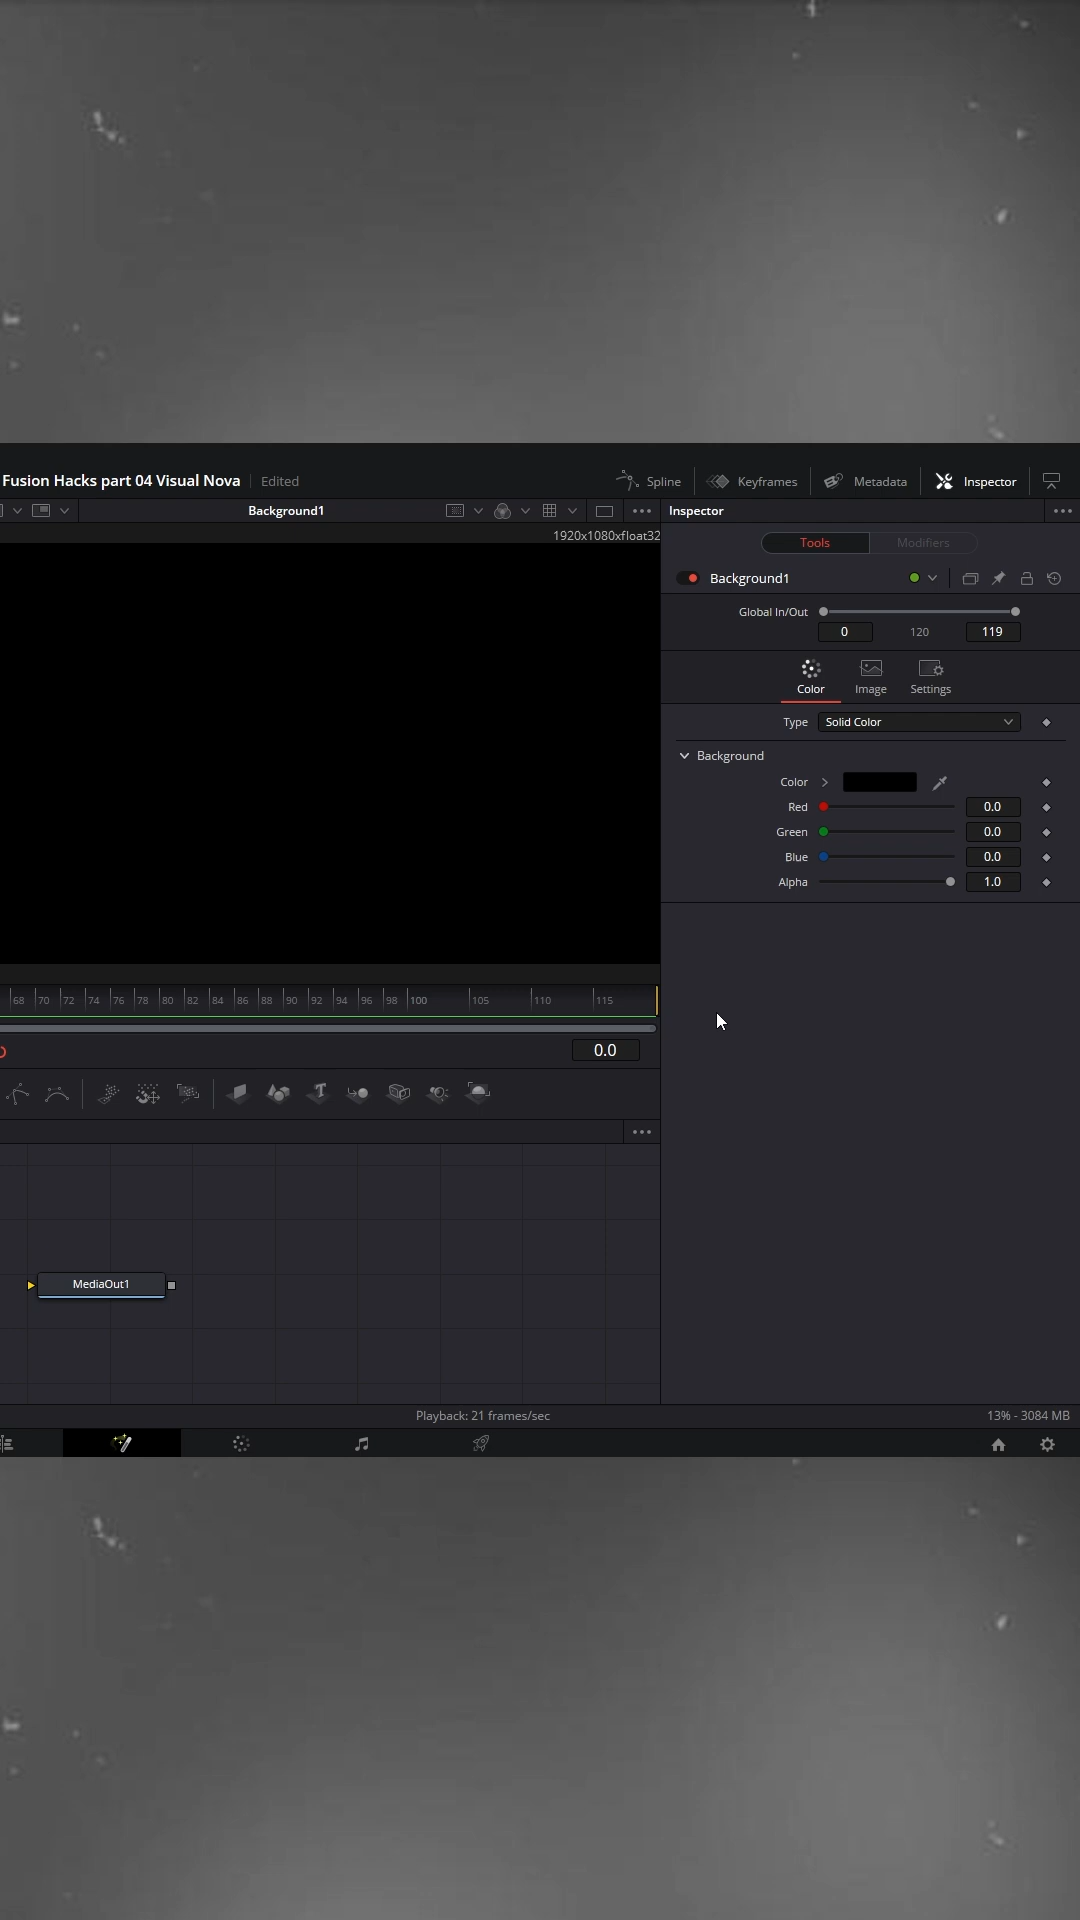 Fusion Hacks part 04 Visual Nova Edited Spline Keyframes Metadata Inspector
Background1 Inspector
1920x1080xfloat32
Tools Modifiers
Background1
Global In/Out
0 120 119
Color Image Settings
Type Solid Color
Background
Color
Red 0.0
Green 0.0
Blue 0.0
Alpha 1.0
68 70 72 74 76 78 80 82 84 86 88 90 92 94 96 98 100 105 110 115
0.0
MediaOut1
Playback: 21 frames/sec 13% - 3084 MB